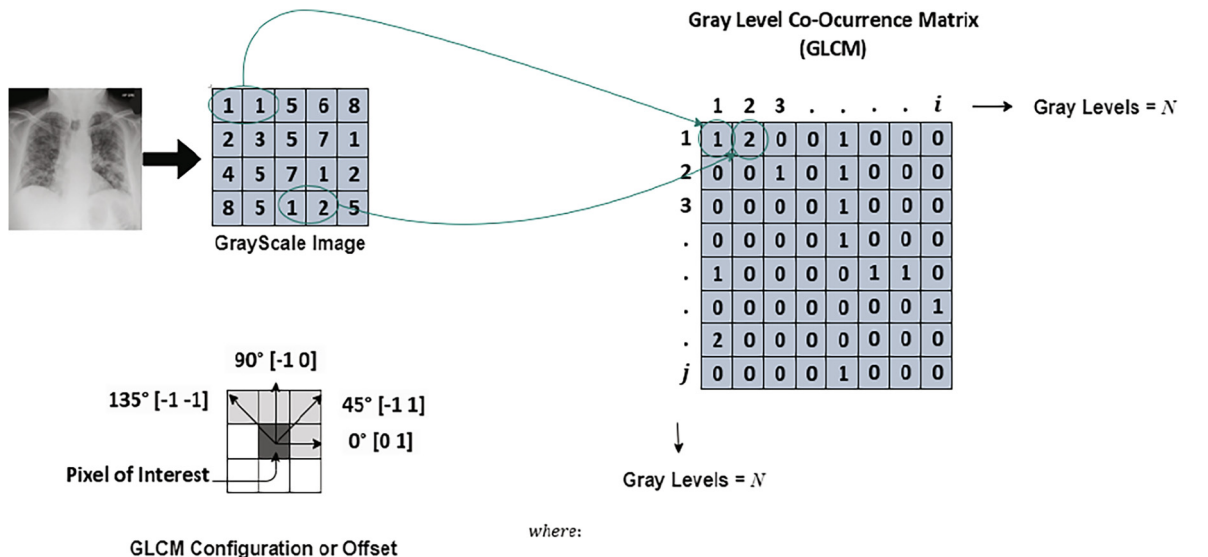 Gray Level Co-Ocurrence Matrix
(GLCM)
1 1 5 6 8
2 3 5 7 1
4 5 7 1 2
8 5 1 2 5
GrayScale Image
1 2 3 . . . . i
Gray Levels = N
1 1 2 0 0 1 0 0 0
2 0 0 1 0 1 0 0 0
3 0 0 0 0 1 0 0 0
. 0 0 0 0 1 0 0 0
. 1 0 0 0 0 1 1 0
. 0 0 0 0 0 0 0 1
. 2 0 0 0 0 0 0 0
j 0 0 0 0 1 0 0 0
Gray Levels = N
90° [-1 0]
135° [-1 -1]
45° [-1 1]
0° [0 1]
Pixel of Interest
GLCM Configuration or Offset
where: